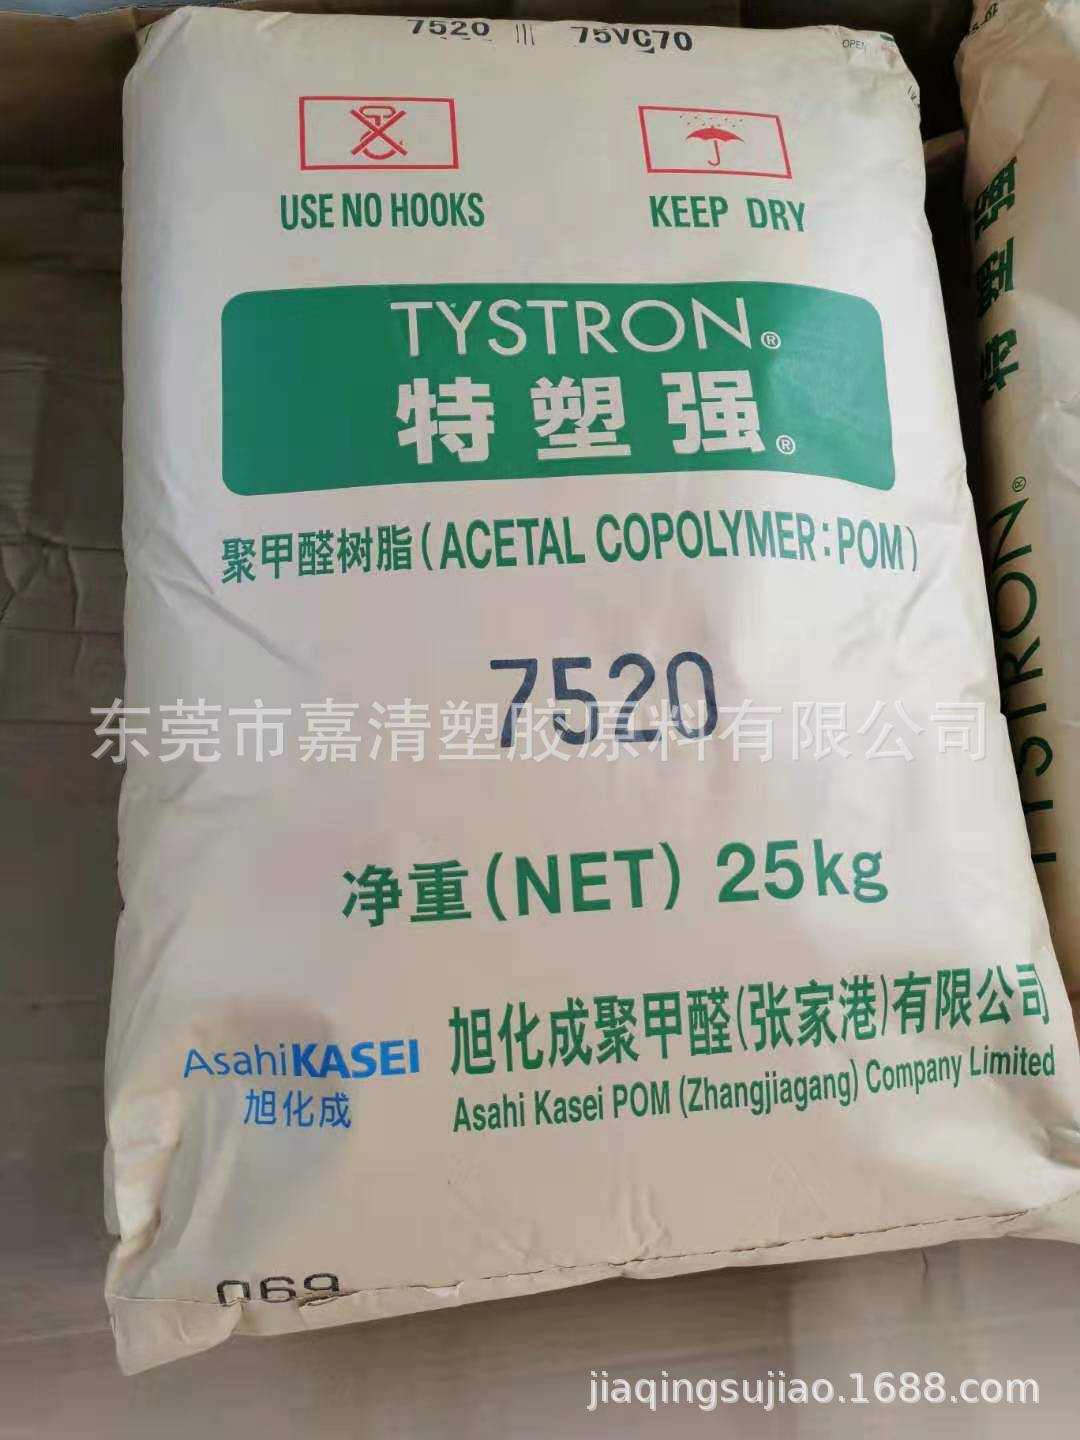 7520 75VC70
OPEN
USE NO HOOKS
KEEP DRY
TYSTRON®
特塑强®
聚甲醛树脂(ACETAL COPOLYMER:POM)
7520
东莞市嘉清塑胶原料有限公司
净重(NET) 25kg
AsahiKASEI
旭化成
旭化成聚甲醛(张家港)有限公司
Asahi Kasei POM (Zhangjiagang) Company Limited
069
TYSTRON®
jiaqingsujiao.1688.com